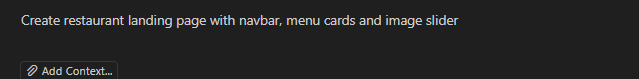 Create restaurant landing page with navbar, menu cards and image slider
Add Context...